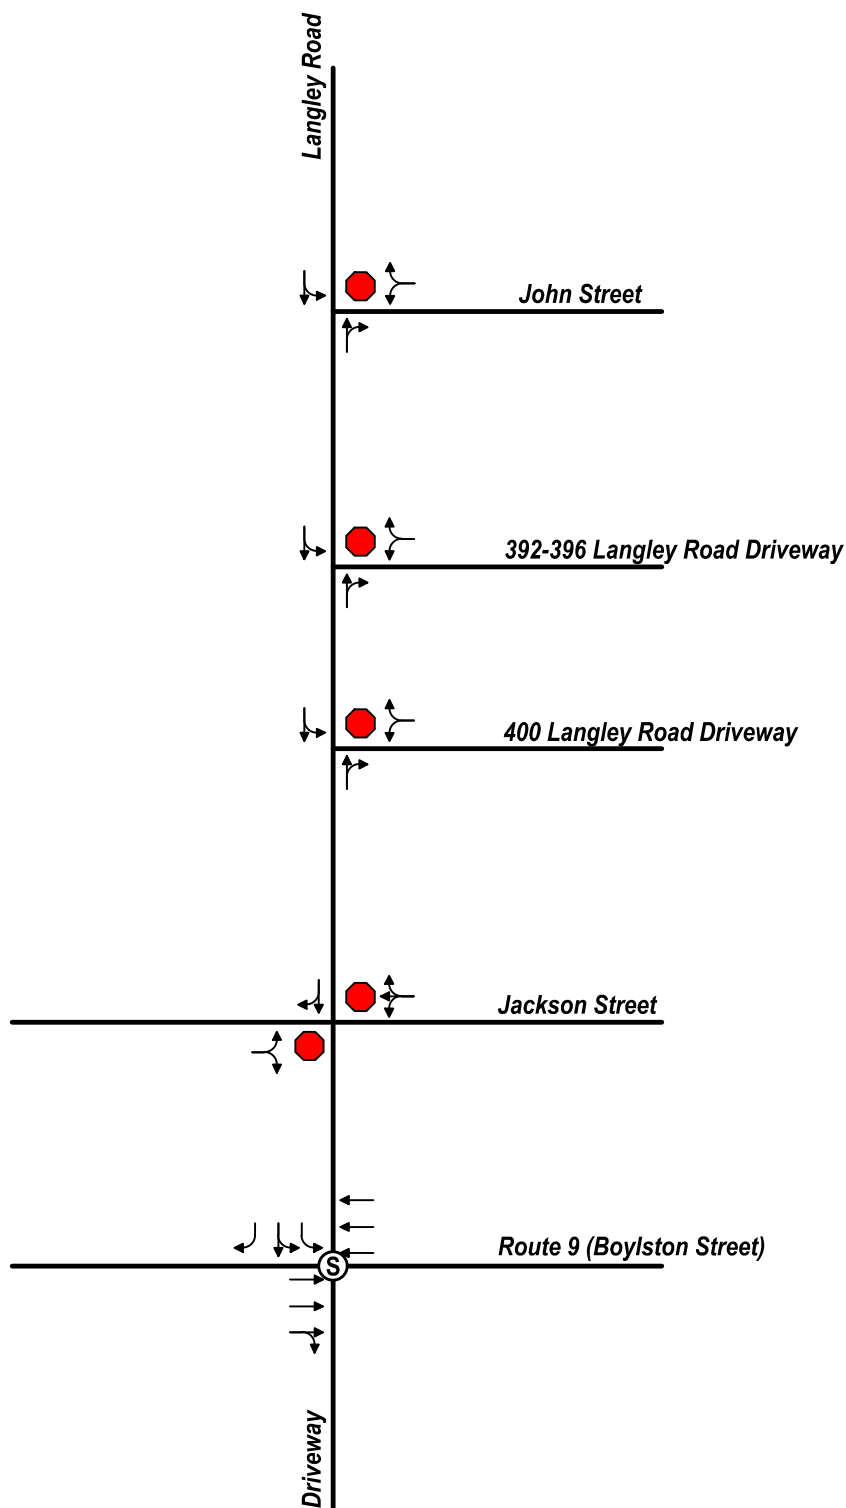 Langley Road
John Street
392-396 Langley Road Driveway
400 Langley Road Driveway
Jackson Street
Route 9 (Boylston Street)
S
Driveway